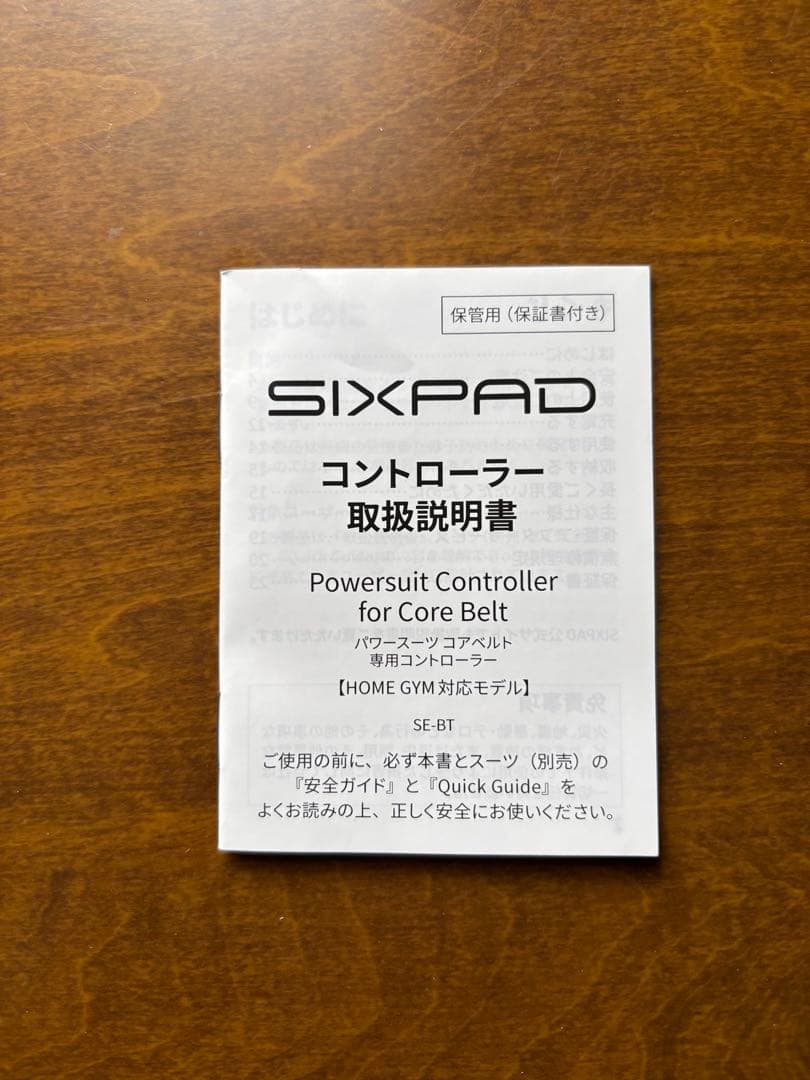 保管用（保証書付き）
SIXPAD
コントローラー
取扱説明書
Powersuit Controller
for Core Belt
パワースーツ コアベルト
専用コントローラー
【HOME GYM対応モデル】
SE-BT
ご使用の前に、必ず本書とスーツ（別売）の
『安全ガイド』と『Quick Guide』を
よくお読みの上、正しく安全にお使いください。